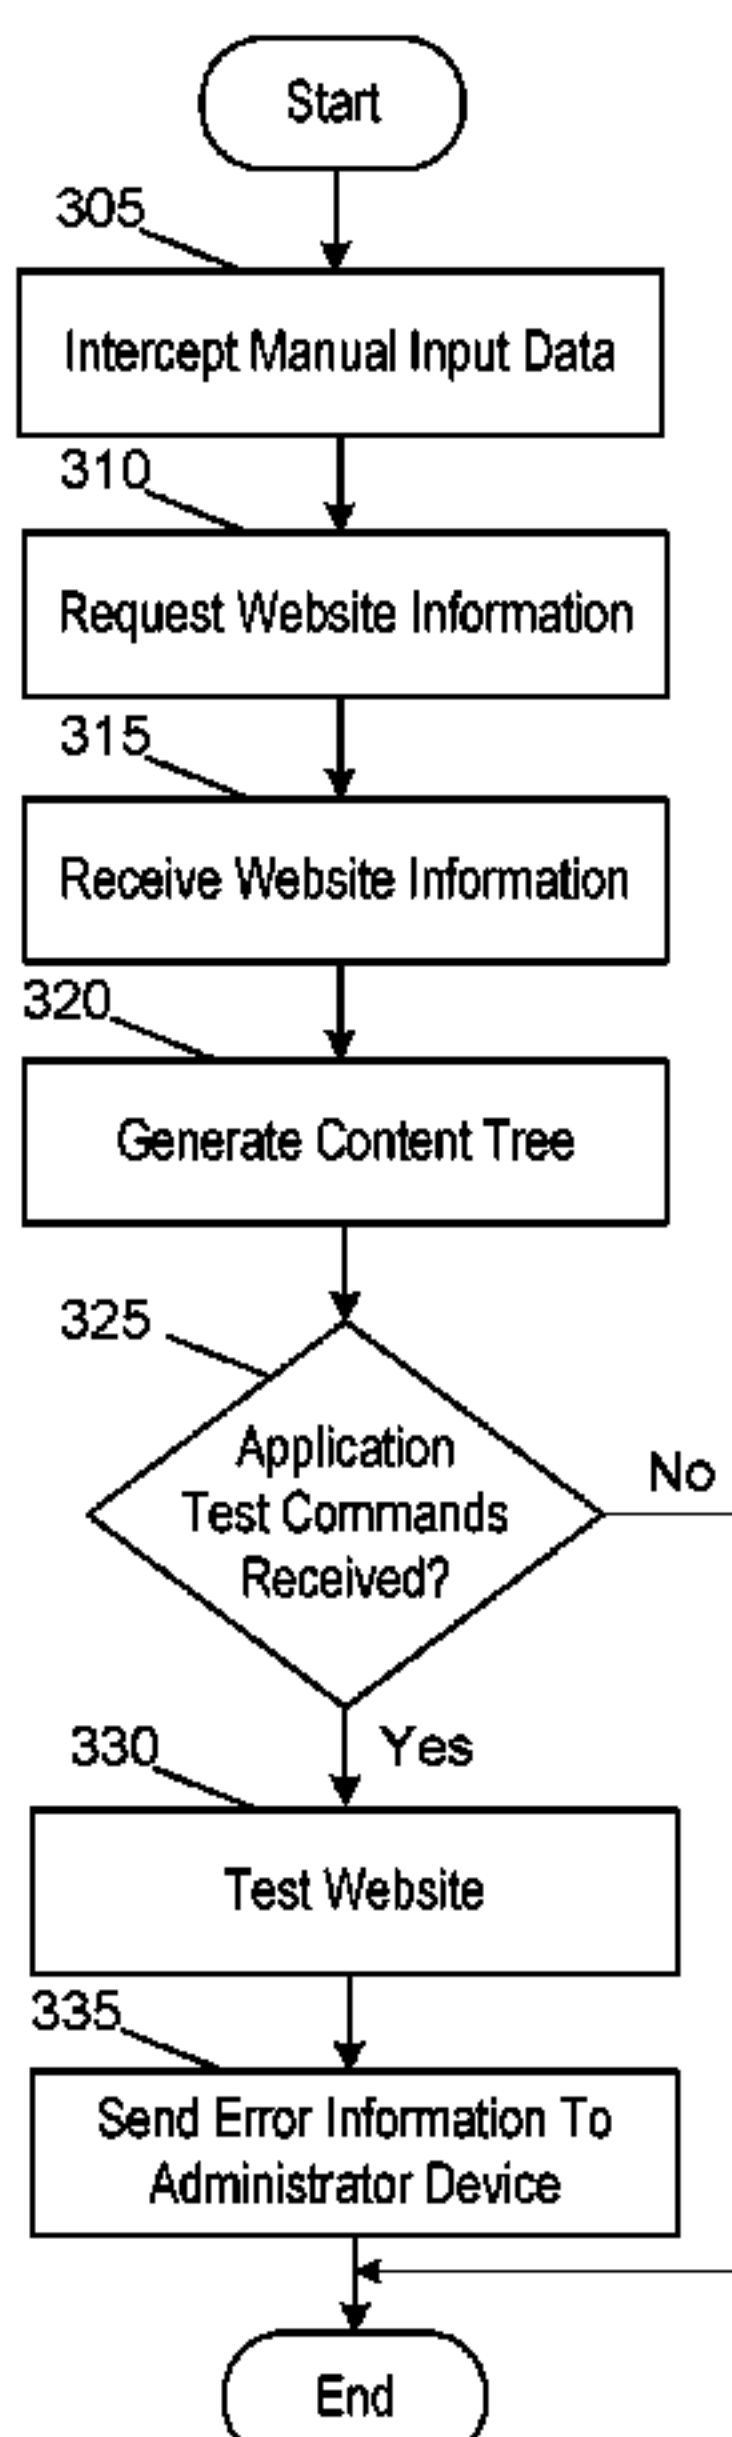 Start
305
Intercept Manual Input Data
310
Request Website Information
315
Receive Website Information
320
Generate Content Tree
325
Application
Test Commands
Received?
No
Yes
330
Test Website
335
Send Error Information To
Administrator Device
End